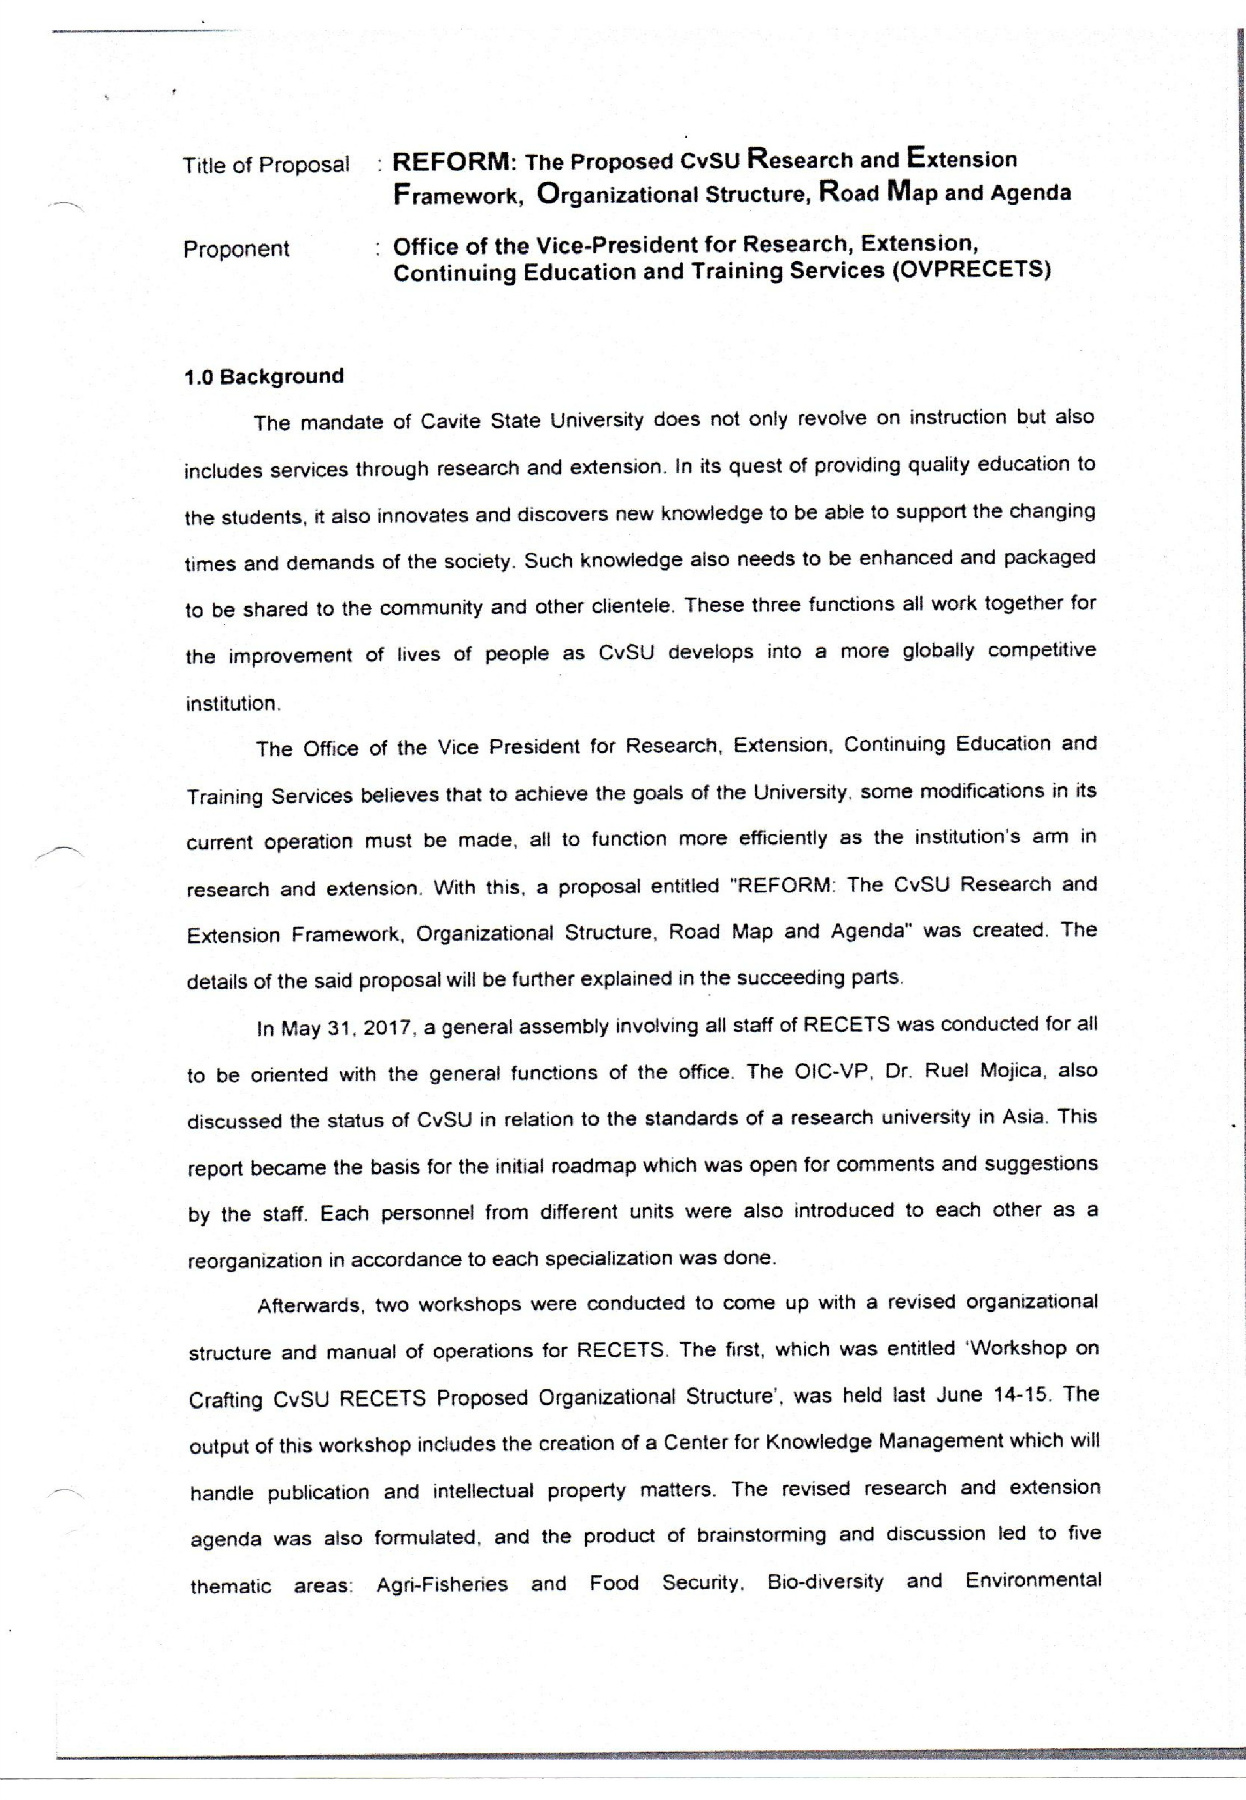 Title of Proposal : REFORM: The Proposed CvSU Research and Extension
Framework, Organizational Structure, Road Map and Agenda
Proponent : Office of the Vice-President for Research, Extension,
Continuing Education and Training Services (OVPRECETS)
1.0 Background
The mandate of Cavite State University does not only revolve on instruction but also
includes services through research and extension. In its quest of providing quality education to
the students, it also innovates and discovers new knowledge to be able to support the changing
times and demands of the society. Such knowledge also needs to be enhanced and packaged
to be shared to the community and other clientele. These three functions all work together for
the improvement of lives of people as CvSU develops into a more globally competitive
institution.
The Office of the Vice President for Research, Extension, Continuing Education and
Training Services believes that to achieve the goals of the University, some modifications in its
current operation must be made, all to function more efficiently as the institution's arm in
research and extension. With this, a proposal entitled "REFORM: The CvSU Research and
Extension Framework, Organizational Structure, Road Map and Agenda" was created. The
details of the said proposal will be further explained in the succeeding parts.
In May 31, 2017, a general assembly involving all staff of RECETS was conducted for all
to be oriented with the general functions of the office. The OIC-VP, Dr. Ruel Mojica, also
discussed the status of CvSU in relation to the standards of a research university in Asia. This
report became the basis for the initial roadmap which was open for comments and suggestions
by the staff. Each personnel from different units were also introduced to each other as a
reorganization in accordance to each specialization was done.
Afterwards, two workshops were conducted to come up with a revised organizational
structure and manual of operations for RECETS. The first, which was entitled 'Workshop on
Crafting CvSU RECETS Proposed Organizational Structure', was held last June 14-15. The
output of this workshop includes the creation of a Center for Knowledge Management which will
handle publication and intellectual property matters. The revised research and extension
agenda was also formulated, and the product of brainstorming and discussion led to five
thematic areas: Agri-Fisheries and Food Security, Bio-diversity and Environmental